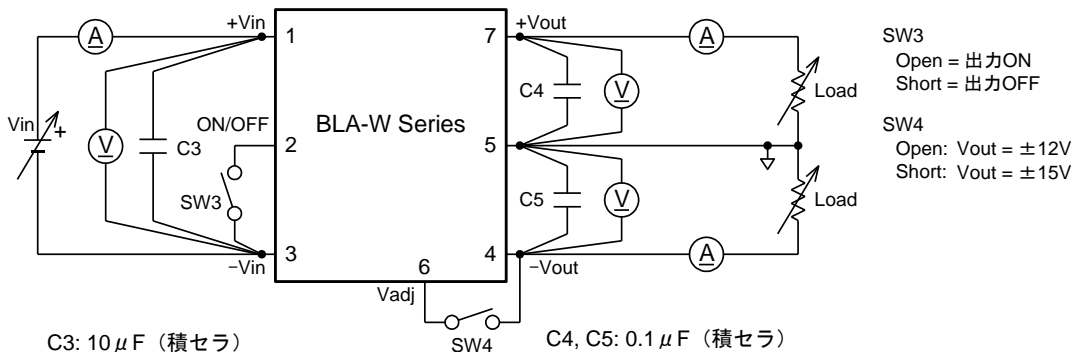 +Vin
+Vout
A
1
7
A
SW3
Open = 出力ON
Short = 出力OFF
C4
V
Load
Vin
+
ON/OFF
BLA-W Series
V
C3
2
5
SW4
Open: Vout = ±12V
Short: Vout = ±15V
SW3
C5
V
Load
3
4
−Vin
6
−Vout
A
Vadj
SW4
C3: 10μF（積セラ）
C4, C5: 0.1μF（積セラ）